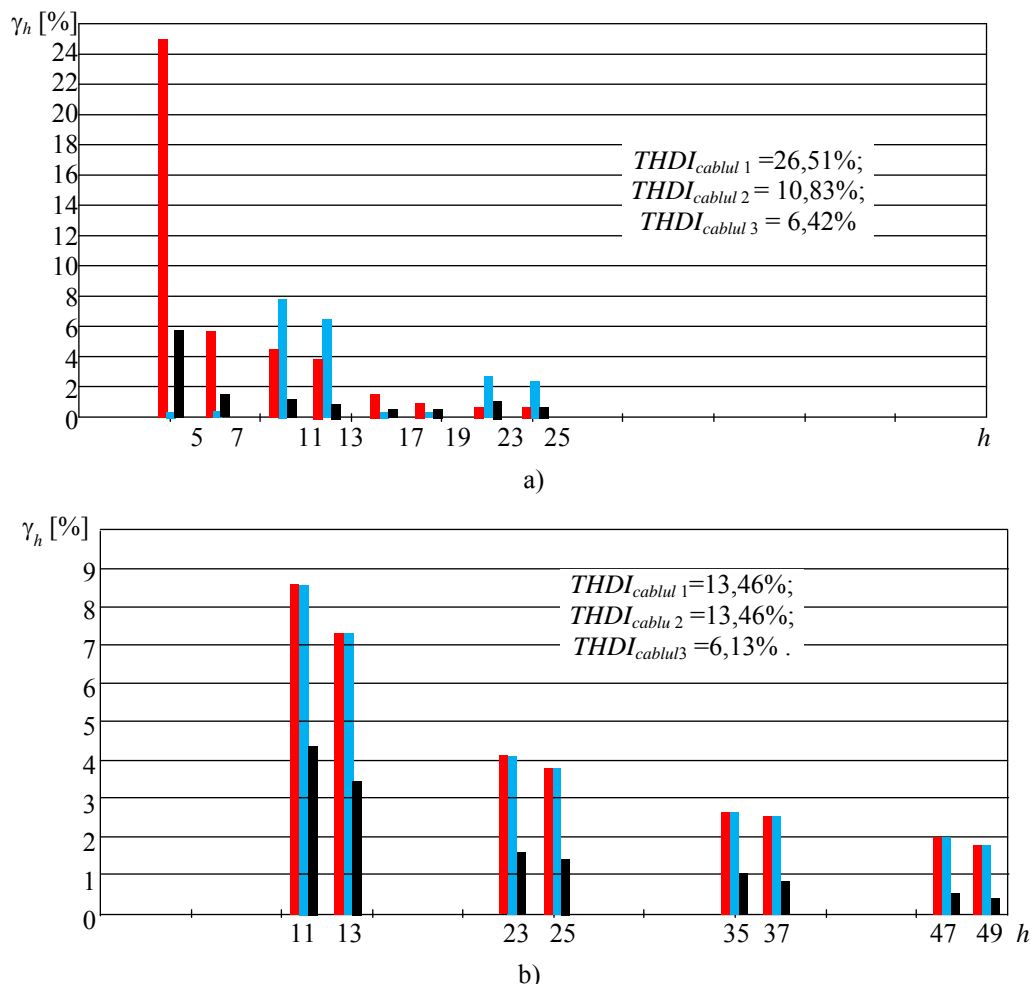 γh [%]
24
22
20
18
16
14
12
10
8
6
4
2
0
THDIcablul 1 =26,51%;
THDIcablul 2 = 10,83%;
THDIcablul 3 = 6,42%
5 7 11 13 17 19 23 25 h
a)
γh [%]
9
8
7
6
5
4
3
2
1
0
THDIcablul 1=13,46%;
THDIcablu 2=13,46%;
THDIcablul3 =6,13% .
11 13 23 25 35 37 47 49 h
b)